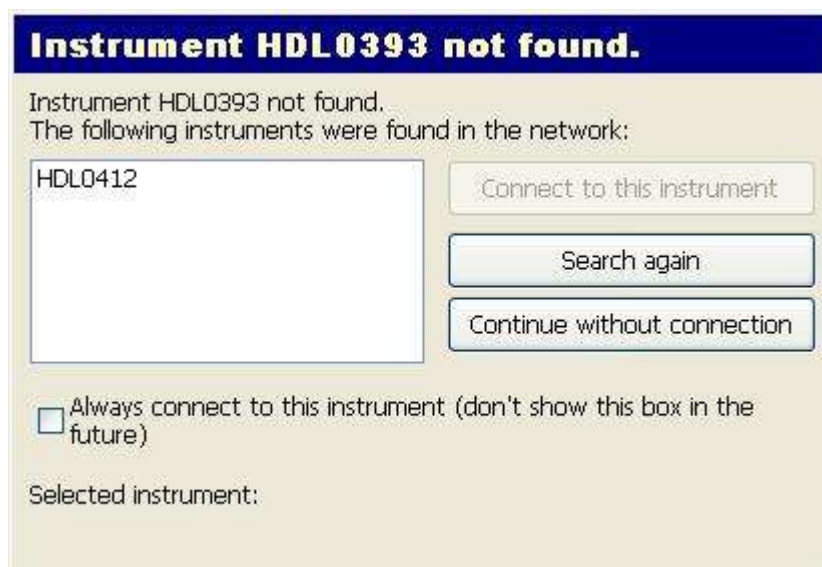 Instrument HDL0393 not found.
Instrument HDL0393 not found.
The following instruments were found in the network:
HDL0412
Connect to this instrument
Search again
Continue without connection
Always connect to this instrument (don't show this box in the
future)
Selected instrument: